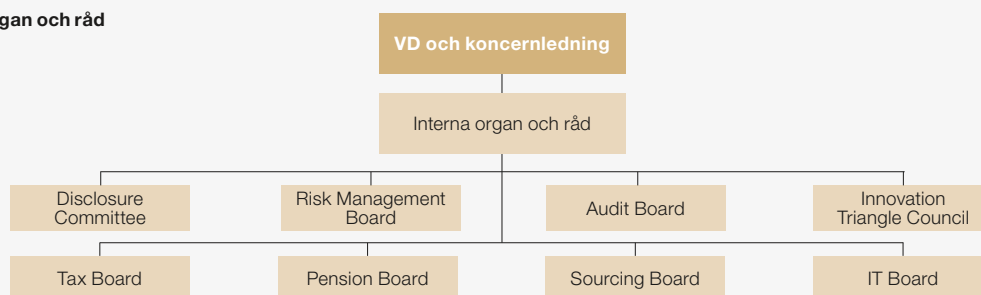 gan och råd
VD och koncernledning
Interna organ och råd
Disclosure
Committee
Risk Management
Board
Audit Board
Innovation
Triangle Council
Tax Board
Pension Board
Sourcing Board
IT Board